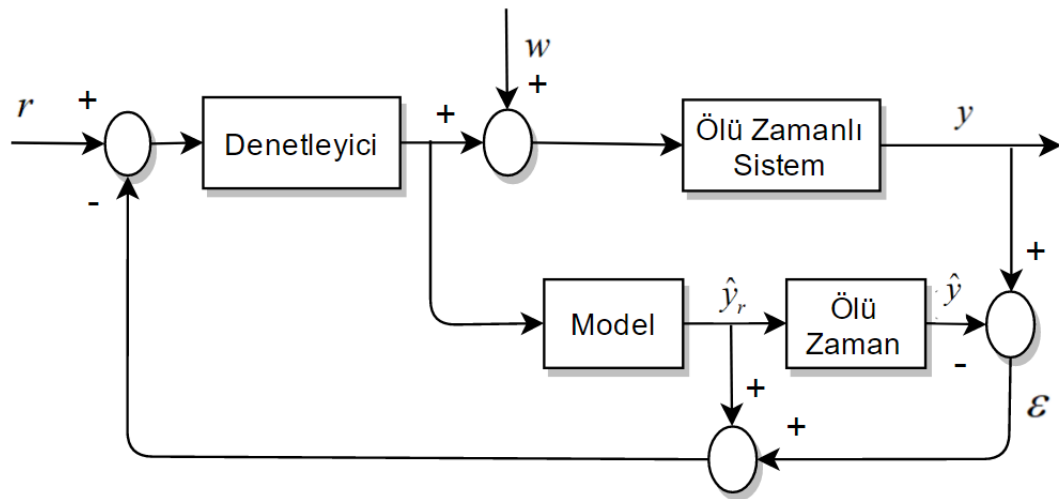 w
r
+
+
+
Denetleyici
Ölü Zamanlı
Sistem
y
-
+
Model
ŷᵣ
Ölü
Zaman
ŷ
-
+
+
ε